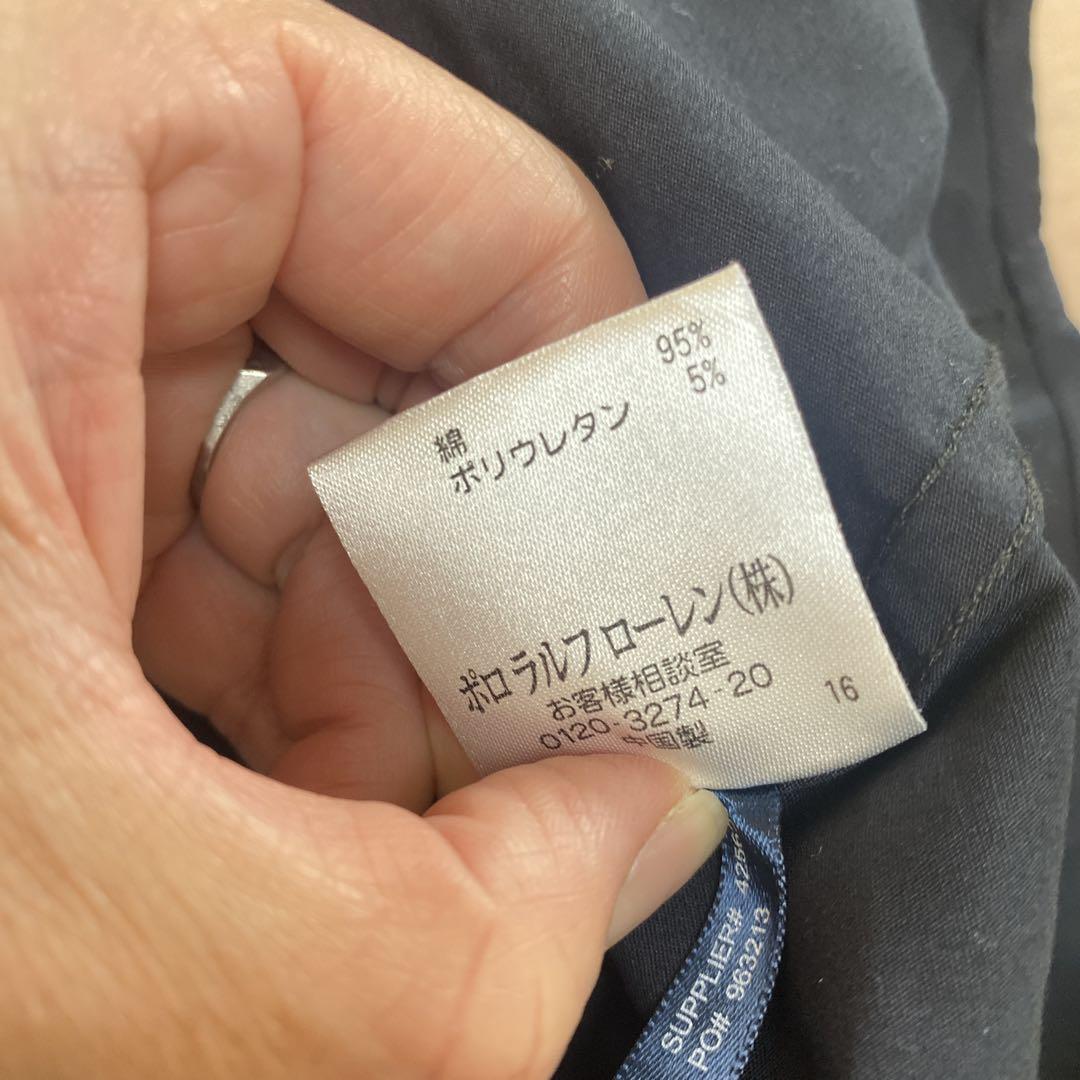 綿 95%
ポリウレタン 5%
ポロ ラルフ ローレン(株)
お客様相談室
0120-3274-20
中国製
16
SUPPLIER#
PO# 963213